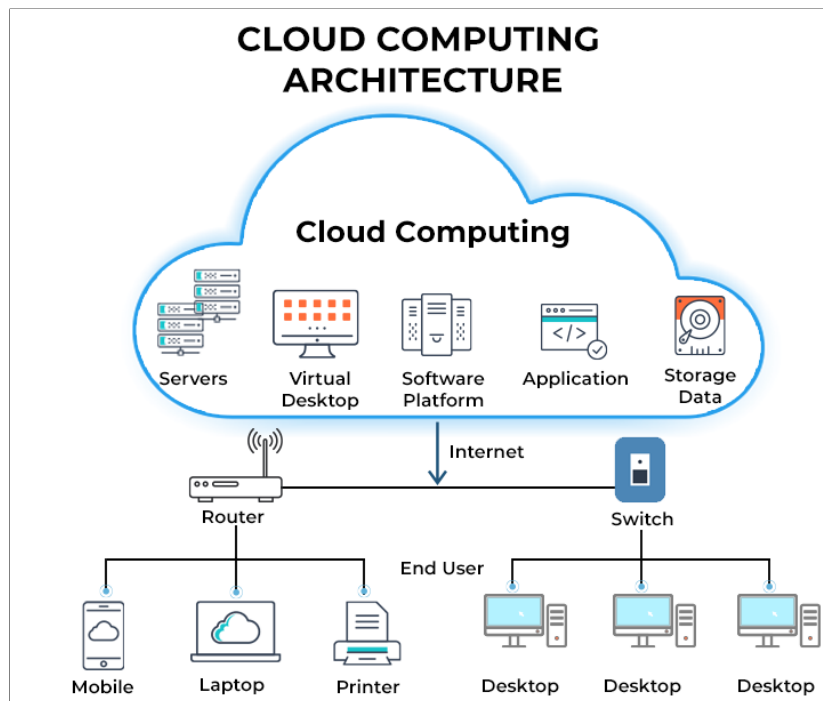 CLOUD COMPUTING
ARCHITECTURE
Cloud Computing
Servers
Virtual
Desktop
Software
Platform
Application
Storage
Data
Internet
Router
Switch
End User
Mobile
Laptop
Printer
Desktop
Desktop
Desktop